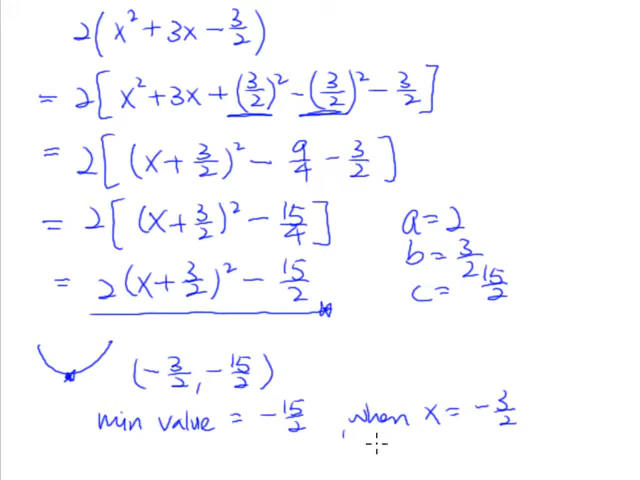 2(x² + 3x - 3/2)
= 2[x² + 3x + (3/2)² - (3/2)² - 3/2]
= 2[(x + 3/2)² - 9/4 - 3/2]
= 2[(x + 3/2)² - 15/4]
= 2(x + 3/2)² - 15/2
a = 2
b = 3/2
c = 15/2
(-3/2, -15/2)
min value = -15/2, when x = -3/2